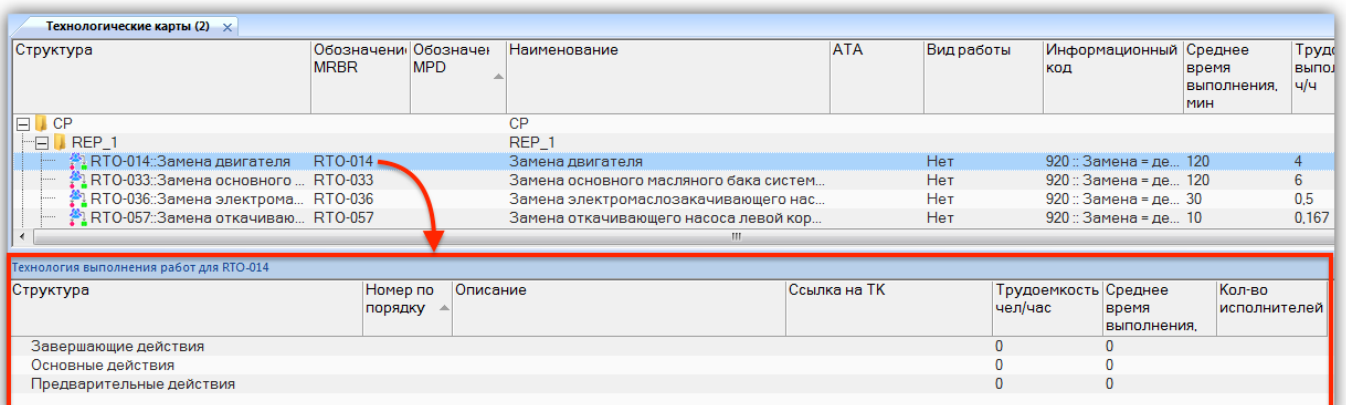 Технологические карты (2)
Структура Обозначени Обозначен Наименование АТА Вид работы Информационный Среднее Трудо
MRBR MPD код время выпол
выполнения, ч/ч
мин
CP CP
REP_1 REP_1
RTO-014::Замена двигателя RTO-014 Замена двигателя Нет 920 :: Замена = де... 120 4
RTO-033::Замена основного ... RTO-033 Замена основного масляного бака систем... Нет 920 :: Замена = де... 120 6
RTO-036::Замена электрома... RTO-036 Замена электромаслозакачивающего нас... Нет 920 :: Замена = де... 30 0,5
RTO-057::Замена откачиваю... RTO-057 Замена откачивающего насоса левой кор... Нет 920 :: Замена = де... 10 0,167
Технология выполнения работ для RTO-014
Структура Номер по Описание Ссылка на ТК Трудоемкость Среднее Кол-во
порядку чел/час время исполнителей
выполнения,
Завершающие действия 0 0
Основные действия 0 0
Предварительные действия 0 0